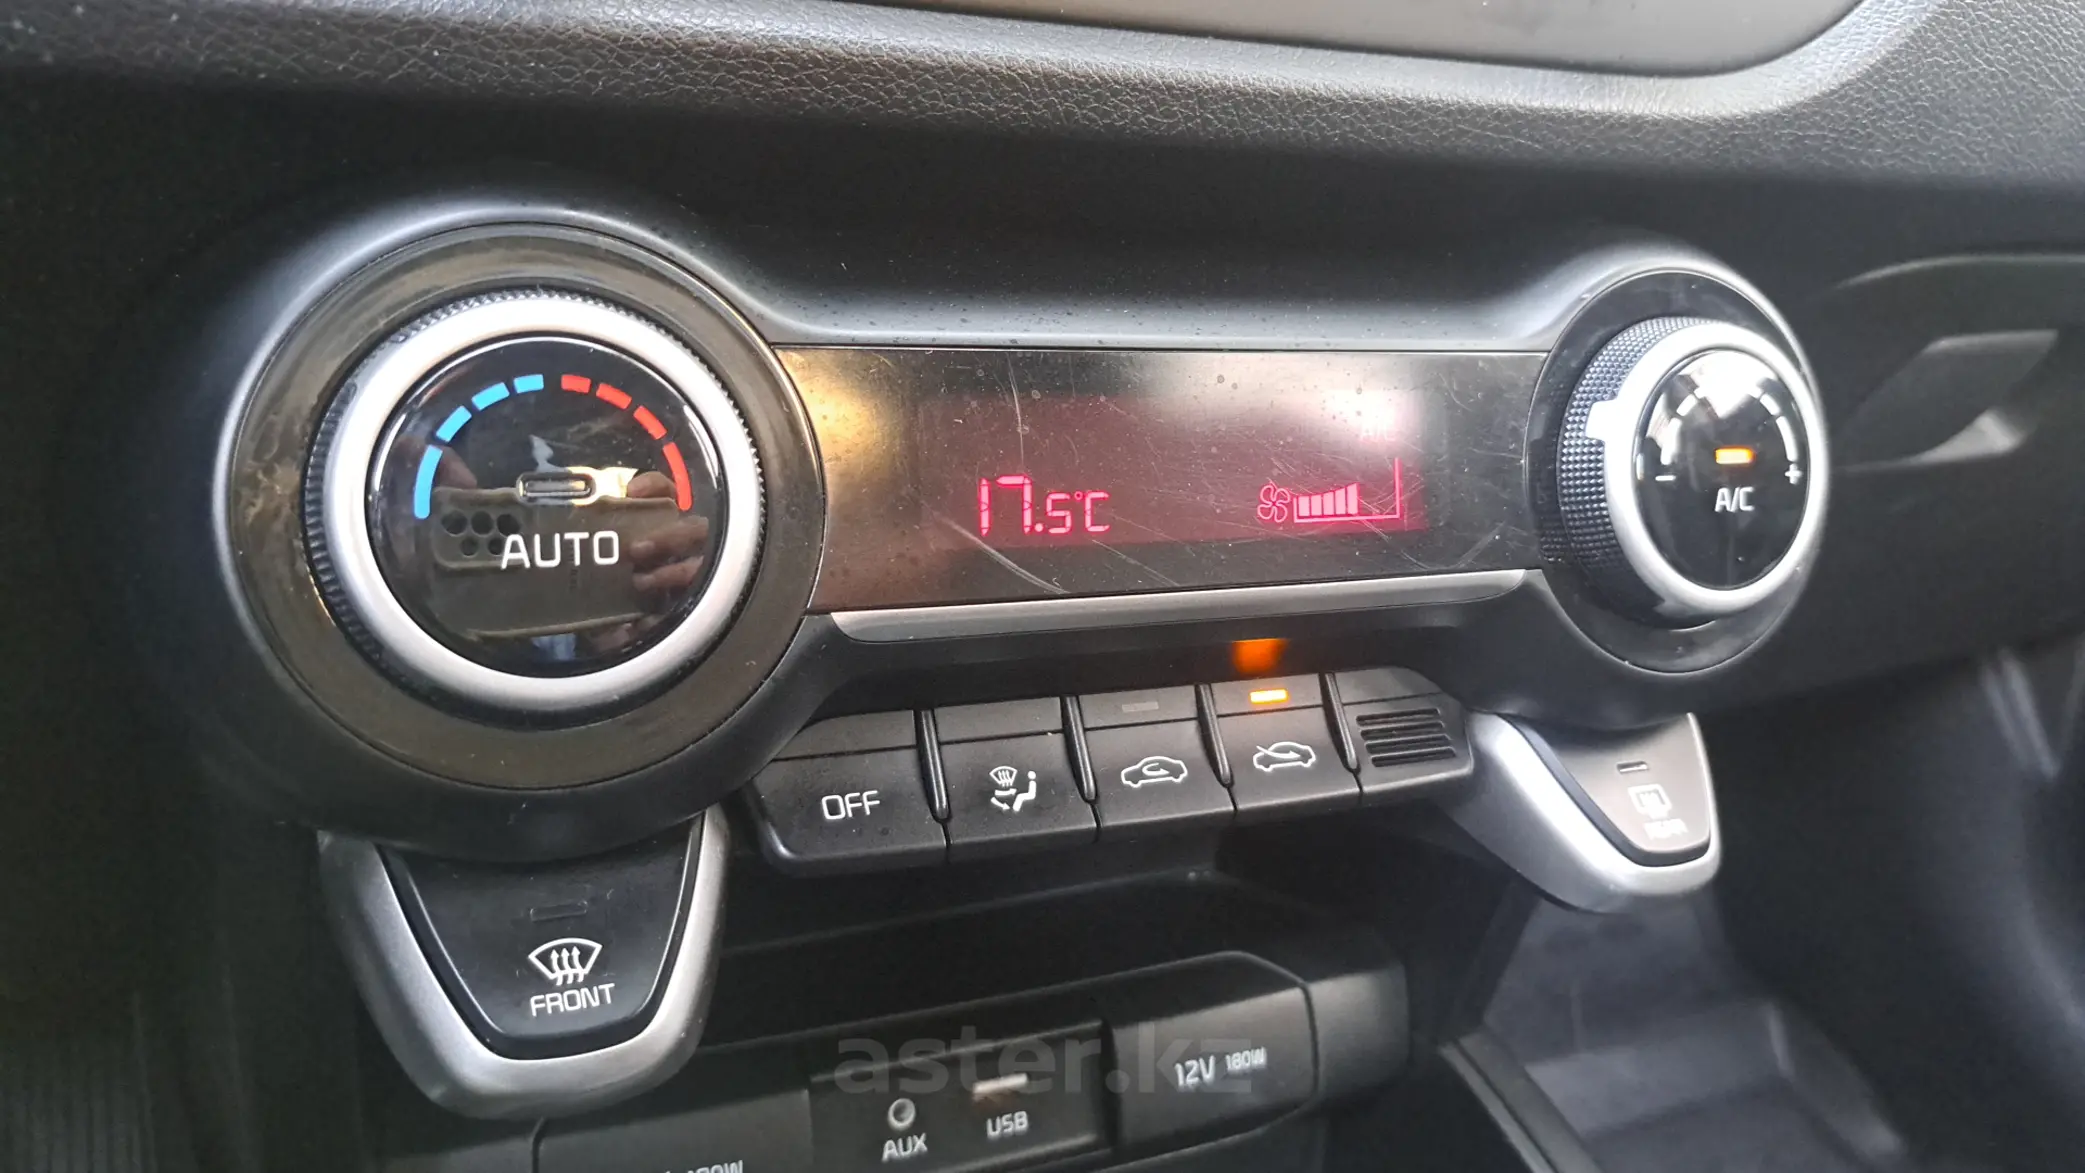 AUTO
17.5°C
A/C
OFF
FRONT
AUX
USB
12V 180W
aster.kz